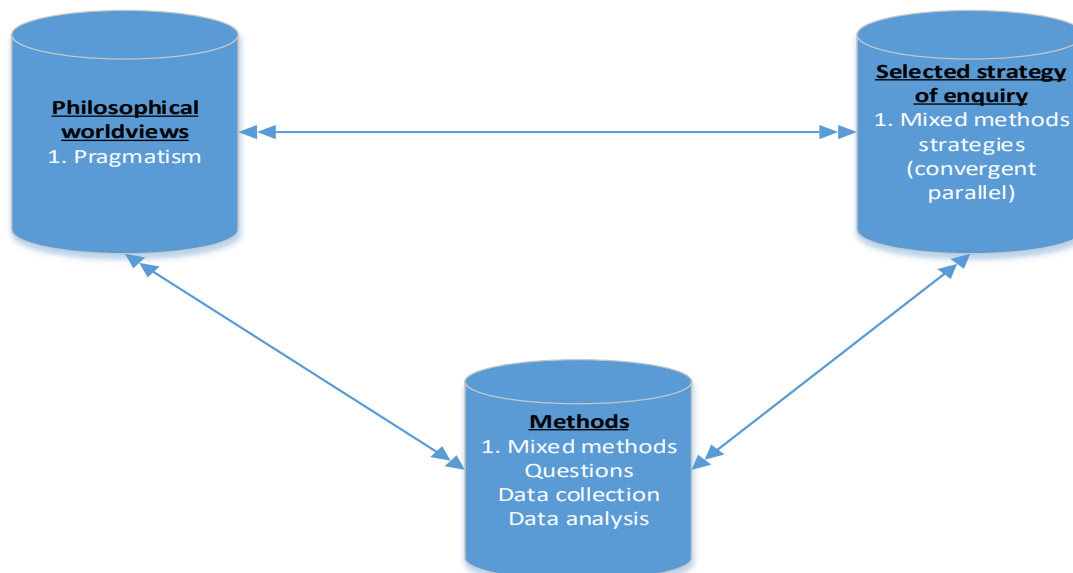 Philosophical
worldviews
1. Pragmatism
Selected strategy
of enquiry
1. Mixed methods
strategies
(convergent
parallel)
Methods
1. Mixed methods
Questions
Data collection
Data analysis